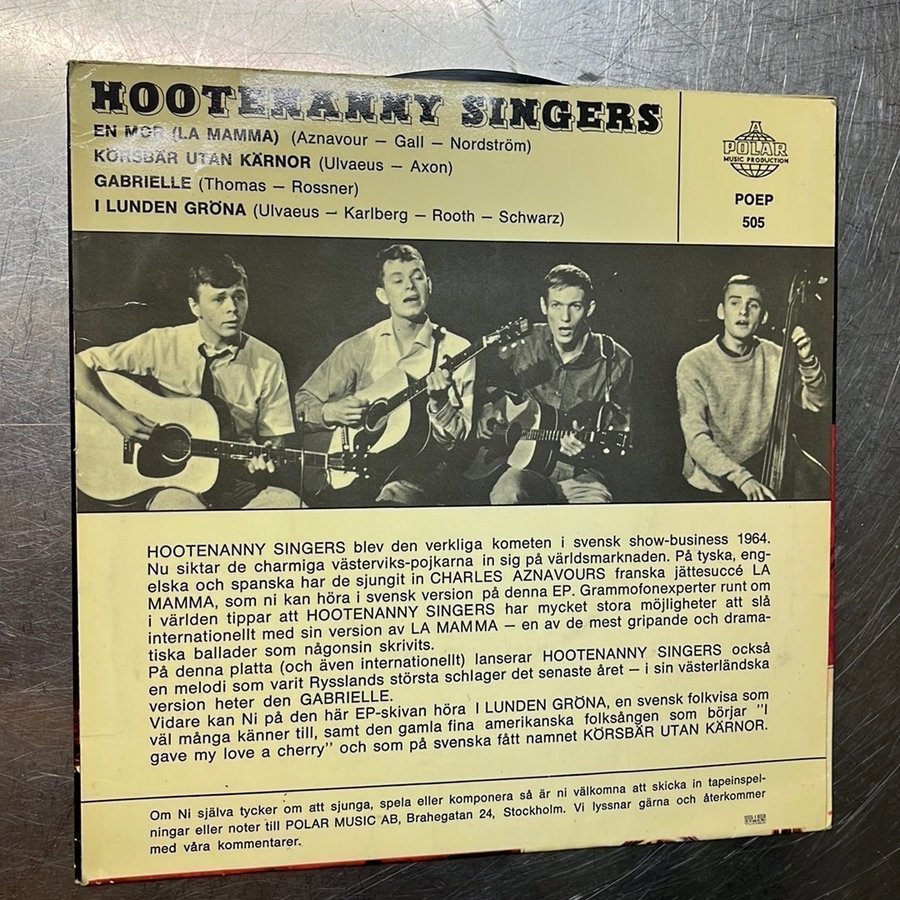 HOOTENANNY SINGERS
EN MOR (LA MAMMA) (Aznavour – Gall – Nordström)
KÖRSBÄR UTAN KÄRNOR (Ulvaeus – Axon)
GABRIELLE (Thomas – Rossner)
I LUNDEN GRÖNA (Ulvaeus – Karlberg – Rooth – Schwarz)
A
POLAR
MUSIC PRODUCTION
POEP
505
HOOTENANNY SINGERS blev den verkliga kometen i svensk show-business 1964.
Nu siktar de charmiga västerviks-pojkarna in sig på världsmarknaden. På tyska, eng-
elska och spanska har de sjungit in CHARLES AZNAVOURS franska jättesuccé LA
MAMMA, som ni kan höra i svensk version på denna EP. Grammofonexperter runt om
i världen tippar att HOOTENANNY SINGERS har mycket stora möjligheter att slå
internationellt med sin version av LA MAMMA – en av de mest gripande och drama-
tiska ballader som någonsin skrivits.
På denna platta (och även internationellt) lanserar HOOTENANNY SINGERS också
en melodi som varit Rysslands största schlager det senaste året – i sin västerländska
version heter den GABRIELLE.
Vidare kan Ni på den här EP-skivan höra I LUNDEN GRÖNA, en svensk folkvisa som
väl många känner till, samt den gamla fina amerikanska folksången som börjar "I
gave my love a cherry" och som på svenska fått namnet KÖRSBÄR UTAN KÄRNOR.
Om Ni själva tycker om att sjunga, spela eller komponera så är ni välkomna att skicka in tapeinspel-
ningar eller noter till POLAR MUSIC AB, Brahegatan 24, Stockholm. Vi lyssnar gärna och återkommer
med våra kommentarer.